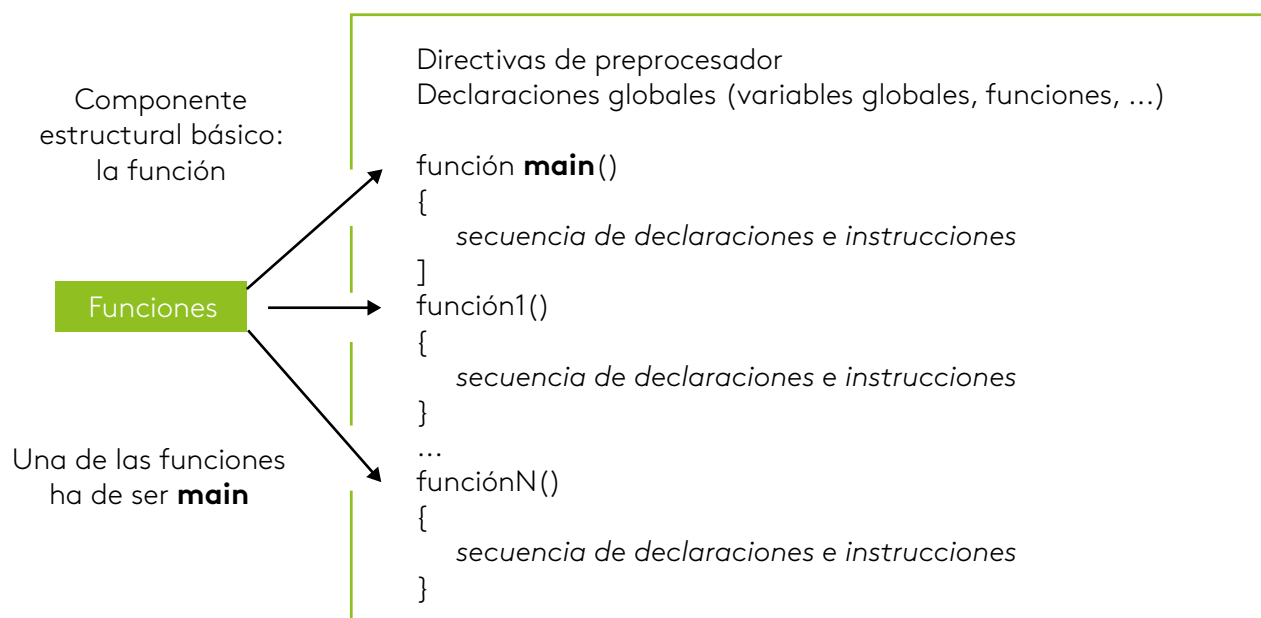 Componente
estructural básico:
la función
Funciones
Una de las funciones
ha de ser main
Directivas de preprocesador
Declaraciones globales (variables globales, funciones, ...)
función main()
{
secuencia de declaraciones e instrucciones
]
función1()
{
secuencia de declaraciones e instrucciones
}
...
funciónN()
{
secuencia de declaraciones e instrucciones
}